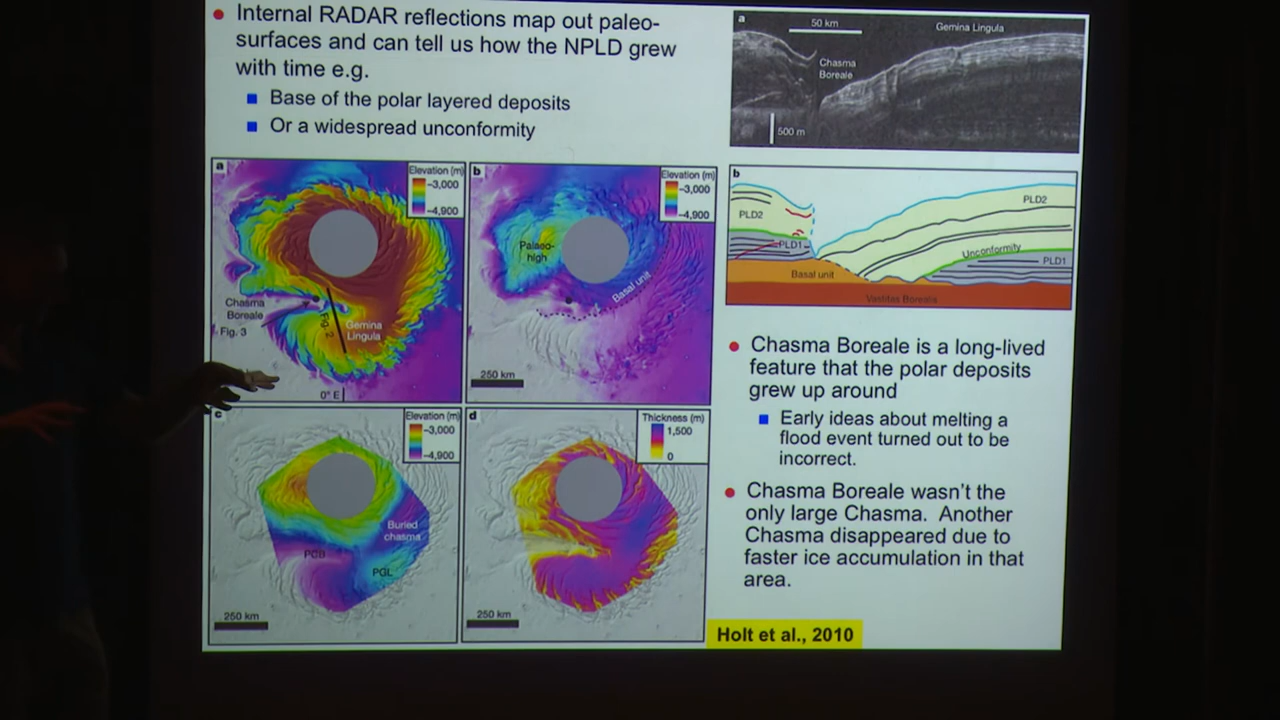 Internal RADAR reflections map out paleo-
surfaces and can tell us how the NPLD grew
with time e.g.
Base of the polar layered deposits
Or a widespread unconformity
a
50 km
Gemina Lingula
Chasma
Boreale
500 m
a
Elevation (m)
-3,000
-4,900
Chasma
Boreale
Fig. 3
Fig. 2
Gemina
Lingula
0° E
b
Elevation (m)
-3,000
-4,900
Palaeo-
high
Basal unit
250 km
b
PLD2
PLD2
PLD1
Unconformity
PLD1
Basal unit
Vastitas Borealis
c
Elevation (m)
-3,000
-4,900
Buried
chasma
PCB
PGL
250 km
d
Thickness (m)
1,500
0
250 km
Chasma Boreale is a long-lived
feature that the polar deposits
grew up around
Early ideas about melting a
flood event turned out to be
incorrect.
Chasma Boreale wasn't the
only large Chasma. Another
Chasma disappeared due to
faster ice accumulation in that
area.
Holt et al., 2010